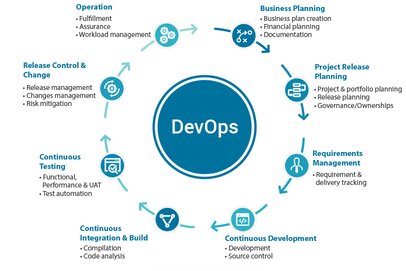 Operation
• Fulfillment
• Assurance
• Workload management
Business Planning
• Business plan creation
• Financial planning
• Documentation
Project Release
Planning
• Project & portfolio planning
• Release planning
• Governance/Ownerships
Requirements
Management
• Requirement &
delivery tracking
Continuous Development
• Development
• Source control
Continuous
Integration & Build
• Compilation
• Code analysis
Continuous
Testing
• Functional,
Performance & UAT
• Test automation
Release Control &
Change
• Release management
• Changes management
• Risk mitigation
DevOps